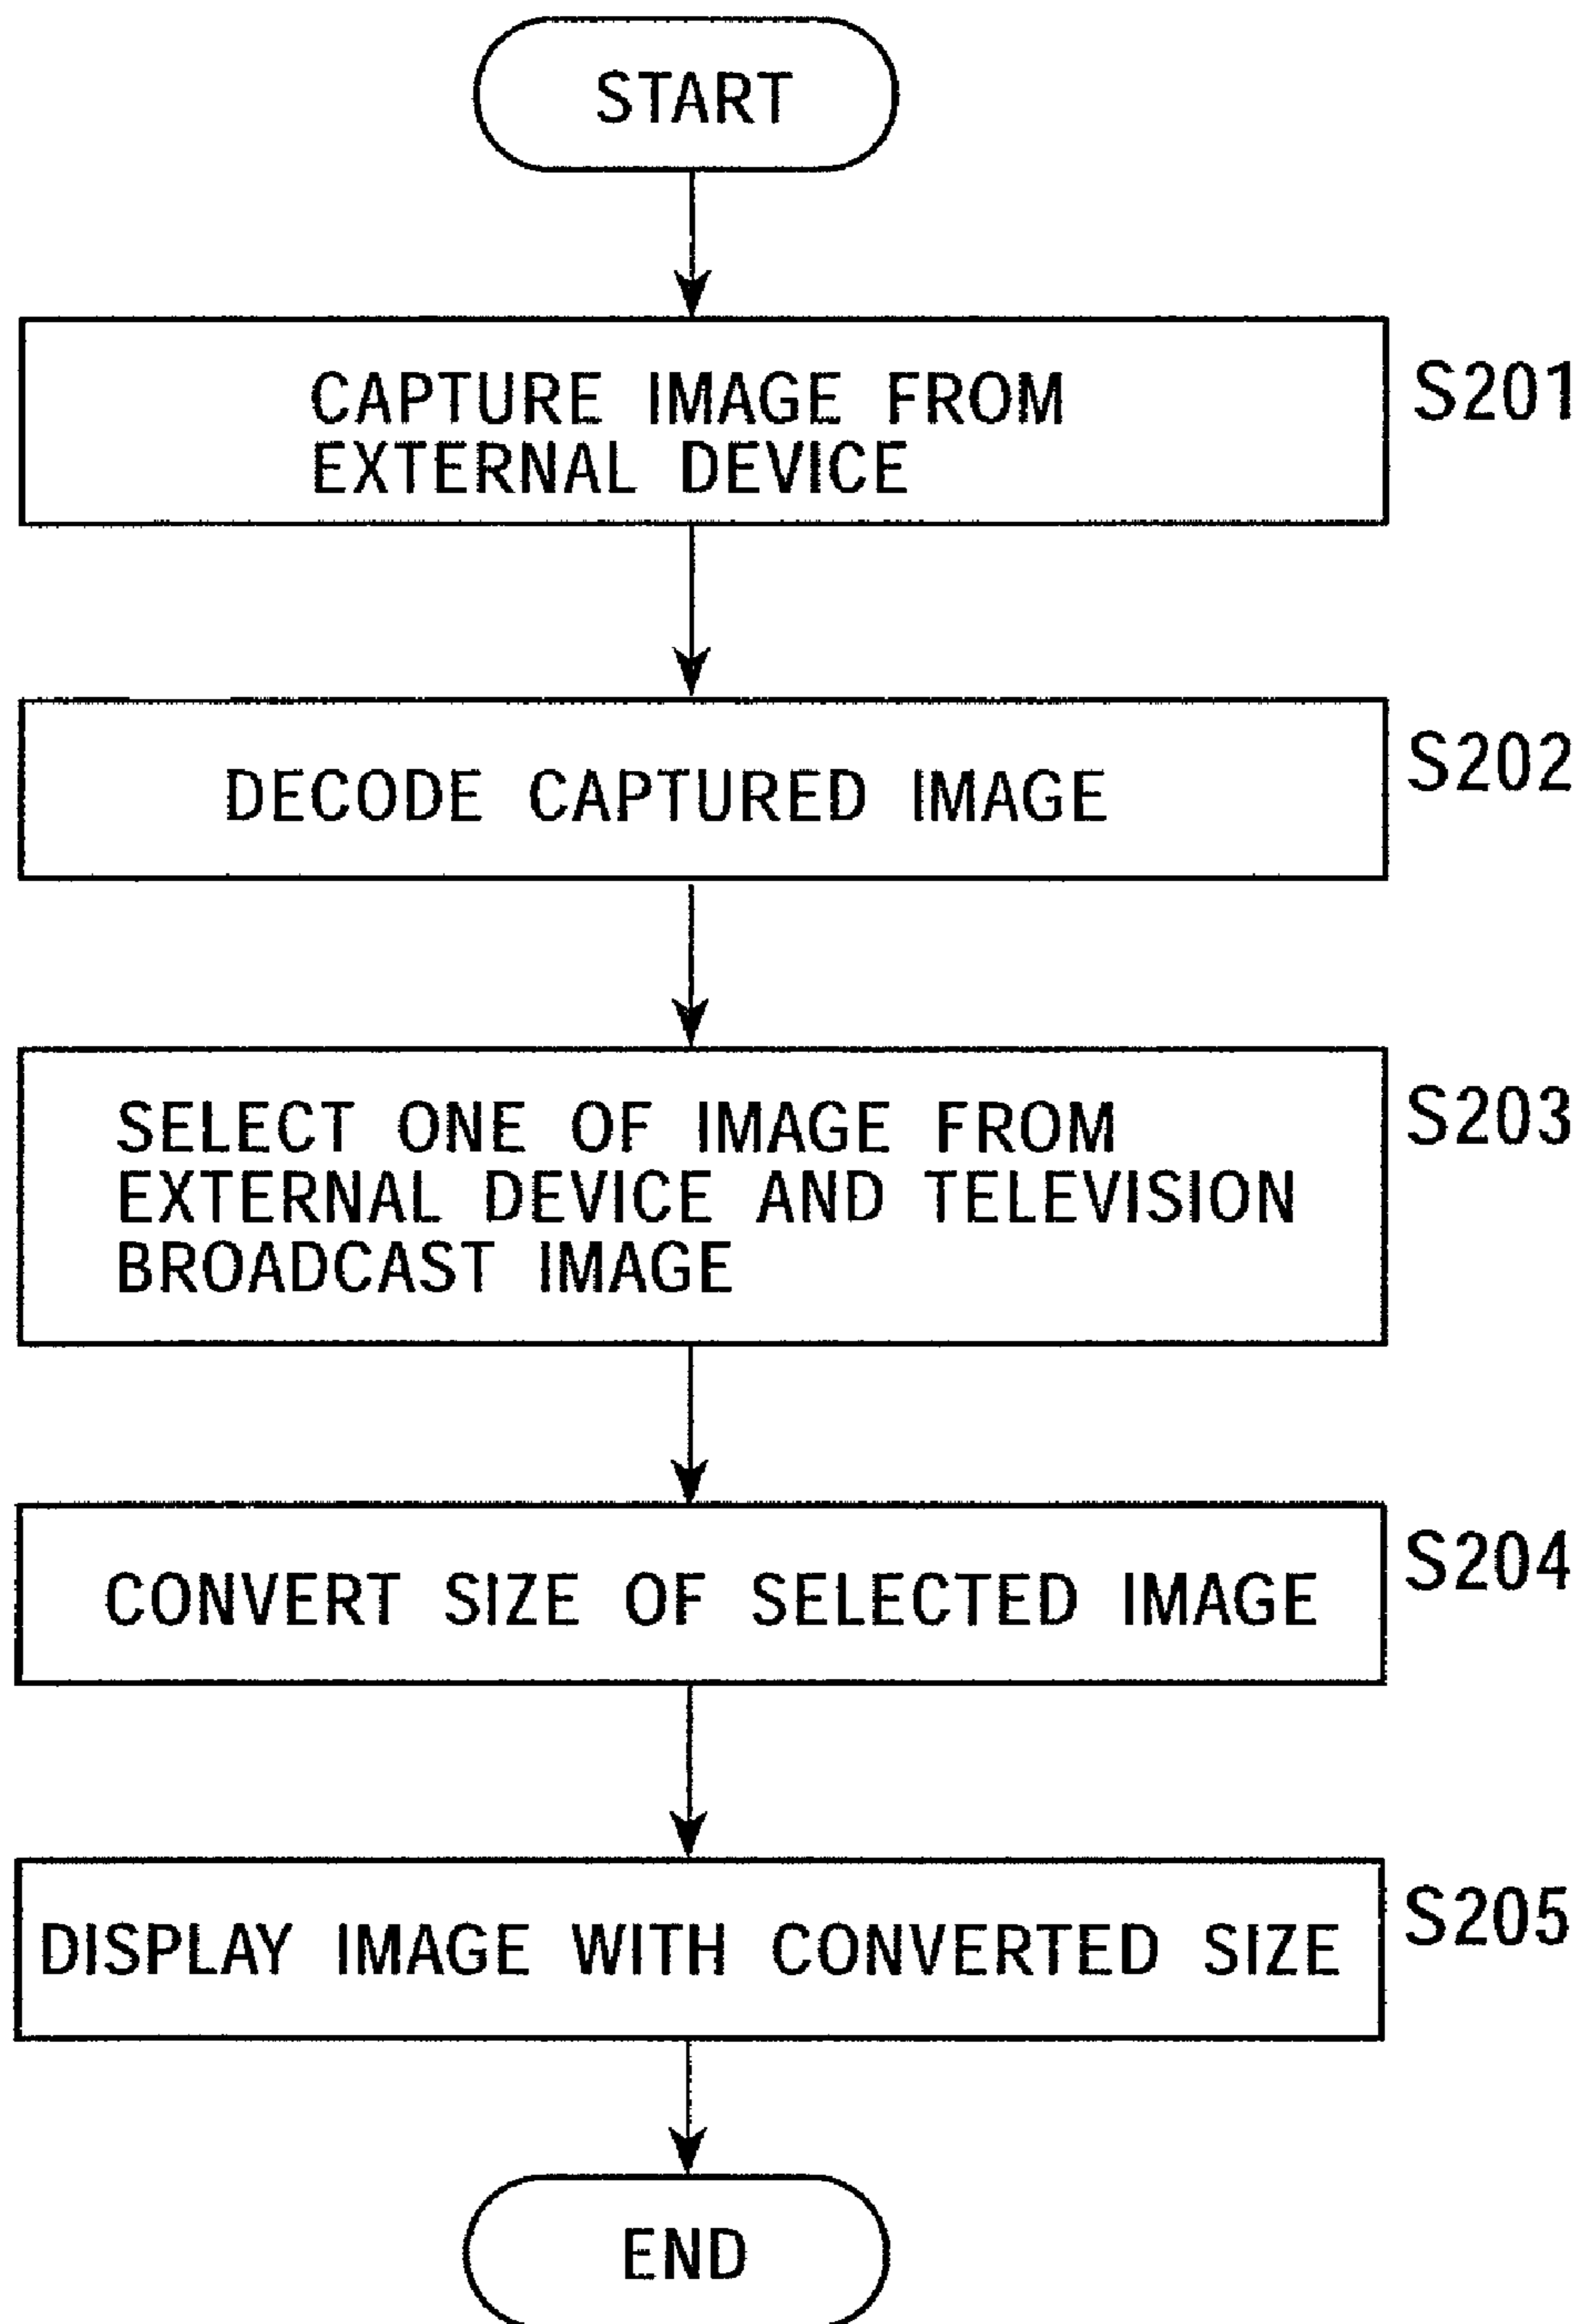 START
CAPTURE IMAGE FROM
EXTERNAL DEVICE
S201
DECODE CAPTURED IMAGE
S202
SELECT ONE OF IMAGE FROM
EXTERNAL DEVICE AND TELEVISION
BROADCAST IMAGE
S203
CONVERT SIZE OF SELECTED IMAGE
S204
DISPLAY IMAGE WITH CONVERTED SIZE
S205
END